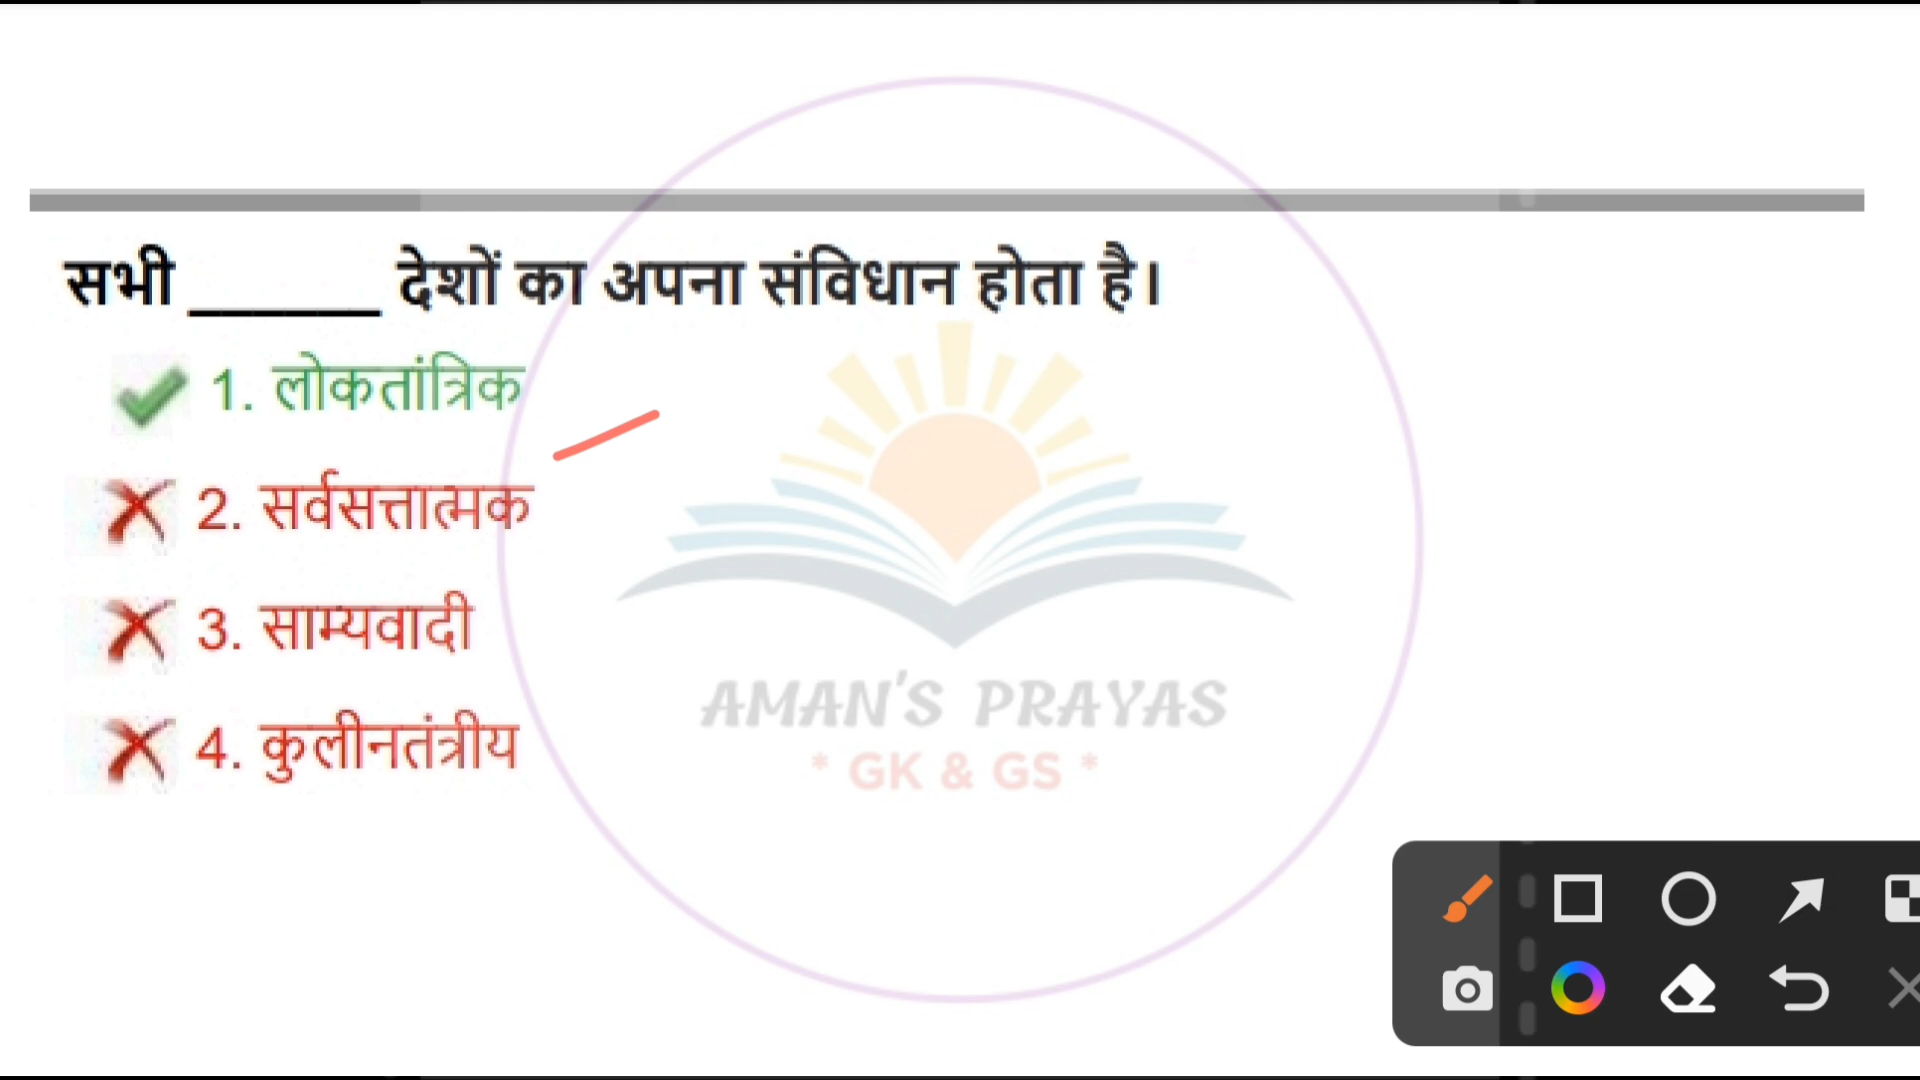 सभी ______ देशों का अपना संविधान होता है।
1. लोकतांत्रिक
2. सर्वसत्तात्मक
3. साम्यवादी
4. कुलीनतंत्रीय
AMAN'S PRAYAS
* GK & GS *